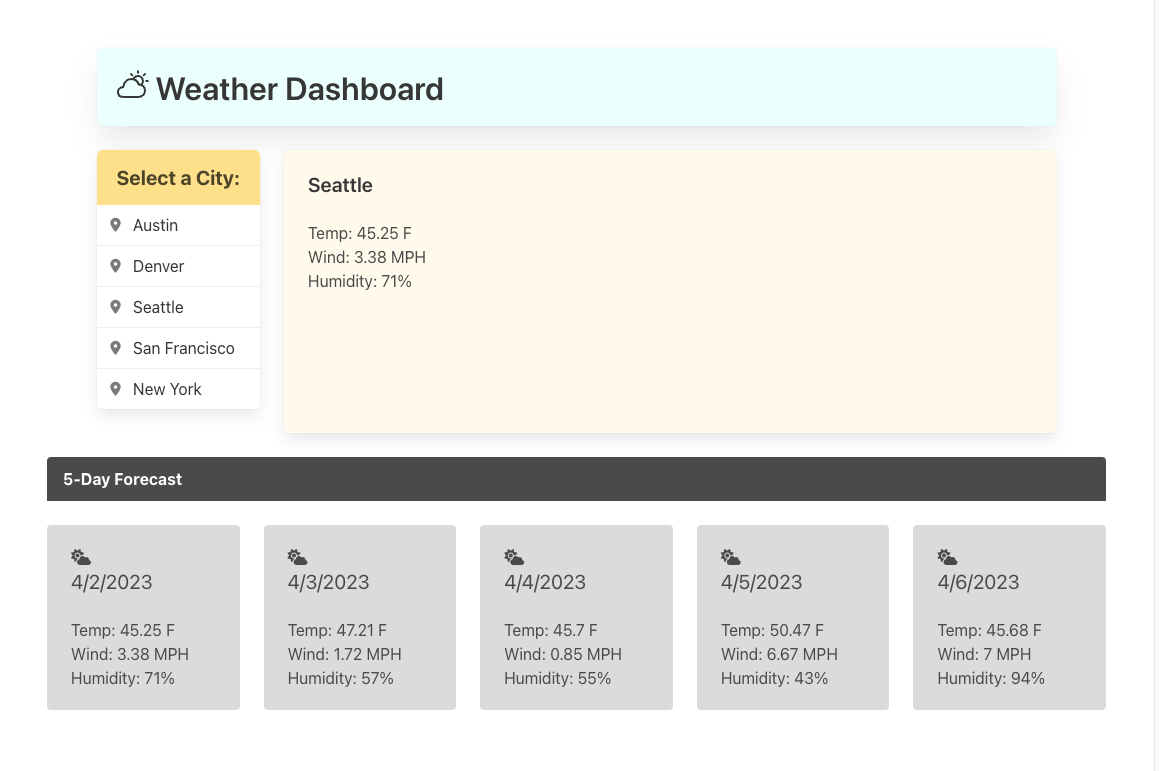 Weather Dashboard
Select a City:
Austin
Denver
Seattle
San Francisco
New York
Seattle
Temp: 45.25 F
Wind: 3.38 MPH
Humidity: 71%
5-Day Forecast
4/2/2023
Temp: 45.25 F
Wind: 3.38 MPH
Humidity: 71%
4/3/2023
Temp: 47.21 F
Wind: 1.72 MPH
Humidity: 57%
4/4/2023
Temp: 45.7 F
Wind: 0.85 MPH
Humidity: 55%
4/5/2023
Temp: 50.47 F
Wind: 6.67 MPH
Humidity: 43%
4/6/2023
Temp: 45.68 F
Wind: 7 MPH
Humidity: 94%